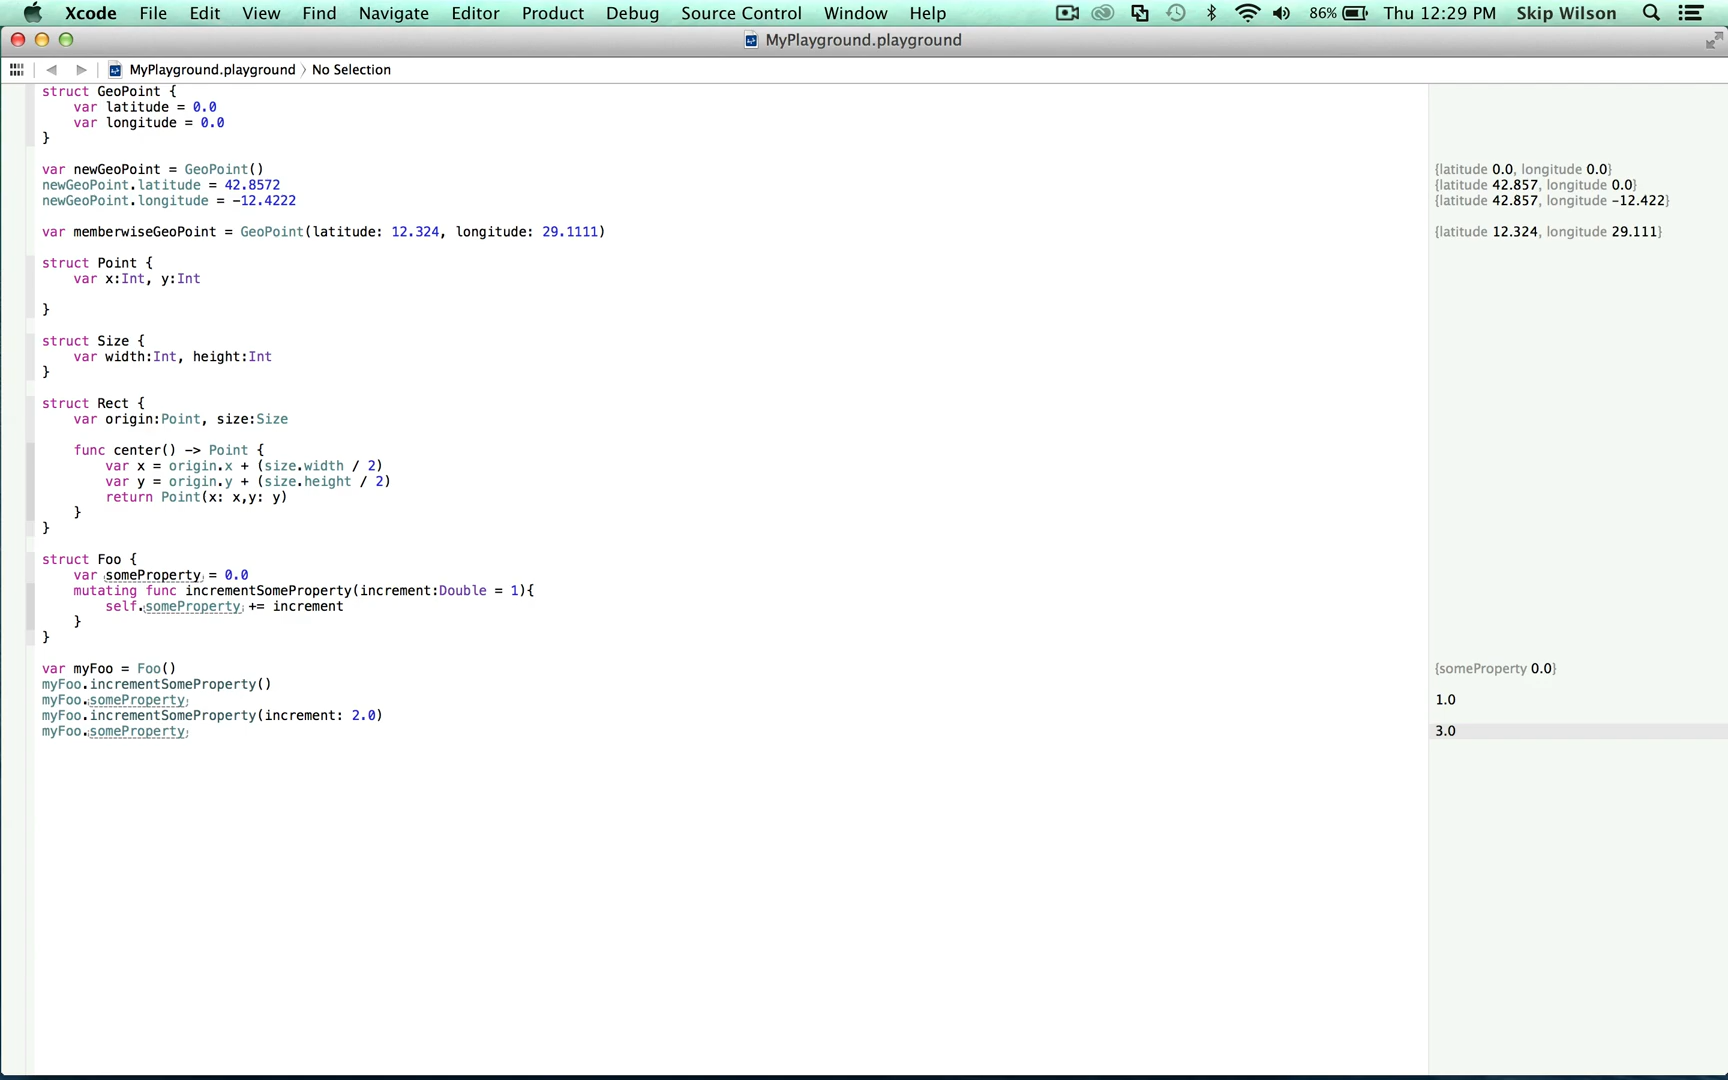 Xcode File Edit View Find Navigate Editor Product Debug Source Control Window Help 86% Thu 12:29 PM Skip Wilson
MyPlayground.playground
MyPlayground.playground No Selection
struct GeoPoint {
var latitude = 0.0
var longitude = 0.0
}
var newGeoPoint = GeoPoint() {latitude 0.0, longitude 0.0}
newGeoPoint.latitude = 42.8572 {latitude 42.857, longitude 0.0}
newGeoPoint.longitude = -12.4222 {latitude 42.857, longitude -12.422}
var memberwiseGeoPoint = GeoPoint(latitude: 12.324, longitude: 29.1111) {latitude 12.324, longitude 29.111}
struct Point {
var x:Int, y:Int
}
struct Size {
var width:Int, height:Int
}
struct Rect {
var origin:Point, size:Size
func center() -> Point {
var x = origin.x + (size.width / 2)
var y = origin.y + (size.height / 2)
return Point(x: x,y: y)
}
}
struct Foo {
var someProperty = 0.0
mutating func incrementSomeProperty(increment:Double = 1){
self.someProperty += increment
}
}
var myFoo = Foo() {someProperty 0.0}
myFoo.incrementSomeProperty()
myFoo.someProperty 1.0
myFoo.incrementSomeProperty(increment: 2.0)
myFoo.someProperty 3.0